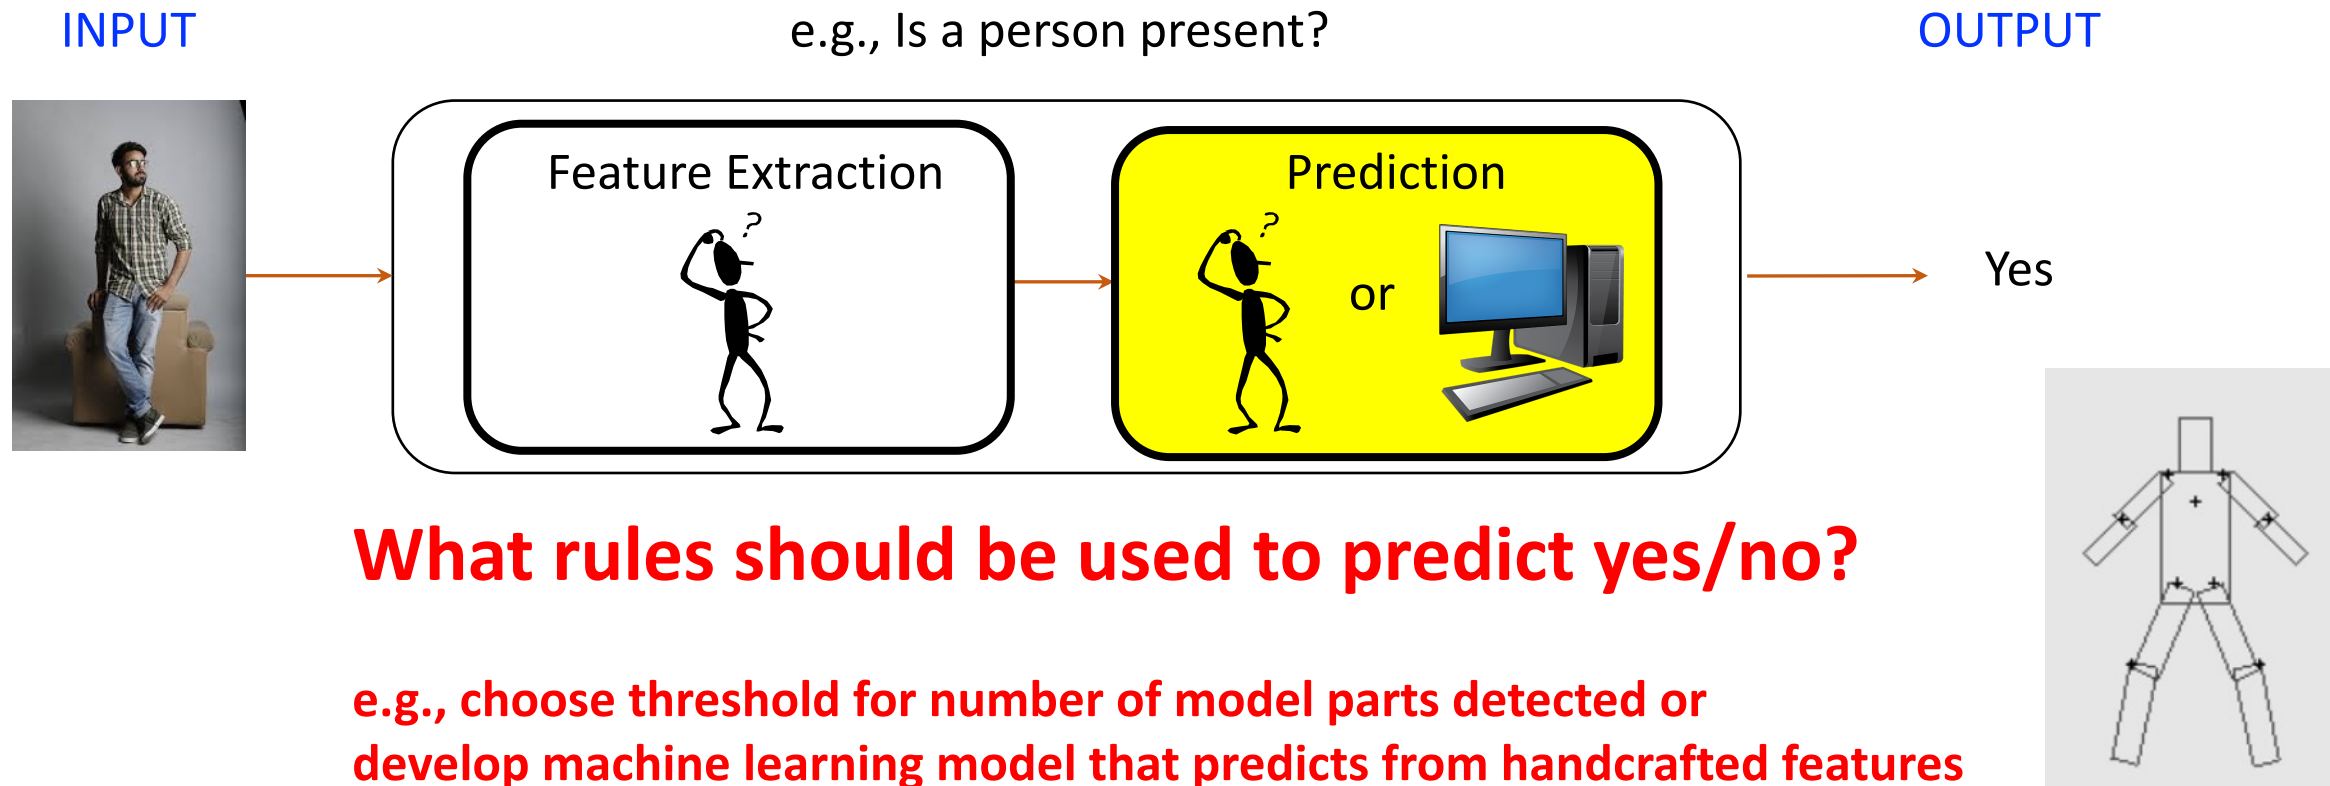 INPUT
e.g., Is a person present?
OUTPUT
Feature Extraction
?
Prediction
?
or
Yes
What rules should be used to predict yes/no?
e.g., choose threshold for number of model parts detected or
develop machine learning model that predicts from handcrafted features